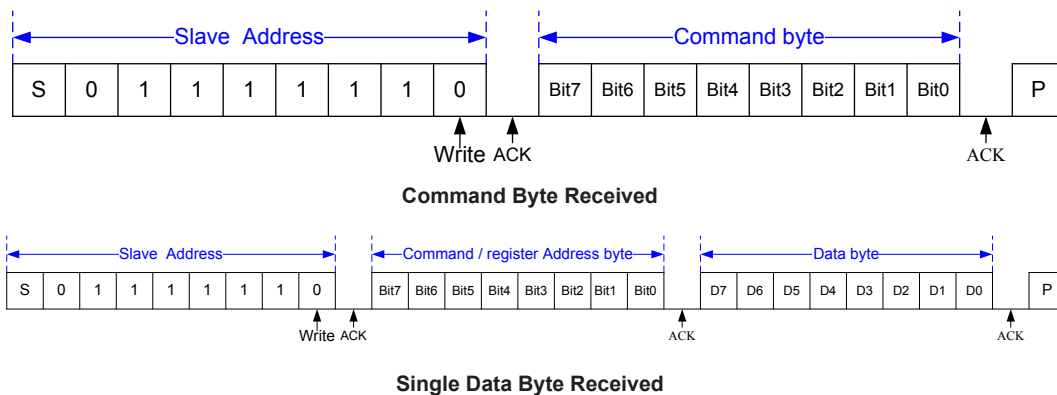 Slave Address Command byte
S 0 1 1 1 1 1 1 0 Bit7 Bit6 Bit5 Bit4 Bit3 Bit2 Bit1 Bit0 P
Write ACK ACK
Command Byte Received
Slave Address Command / register Address byte Data byte
S 0 1 1 1 1 1 1 0 Bit7 Bit6 Bit5 Bit4 Bit3 Bit2 Bit1 Bit0 D7 D6 D5 D4 D3 D2 D1 D0 P
Write ACK ACK ACK
Single Data Byte Received